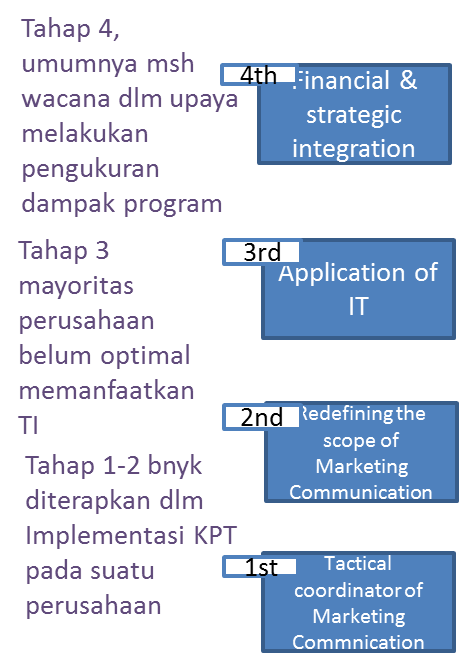 Tahap 4,
umumnya msh
wacana dlm upaya
melakukan
pengukuran
dampak program
4th
Financial &
strategic
integration
Tahap 3
mayoritas
perusahaan
belum optimal
memanfaatkan
TI
3rd
Application of
IT
Tahap 1-2 bnyk
diterapkan dlm
Implementasi KPT
pada suatu
perusahaan
2nd
Redefining the
scope of
Marketing
Communication
1st
Tactical
coordinator of
Marketing
Commnication